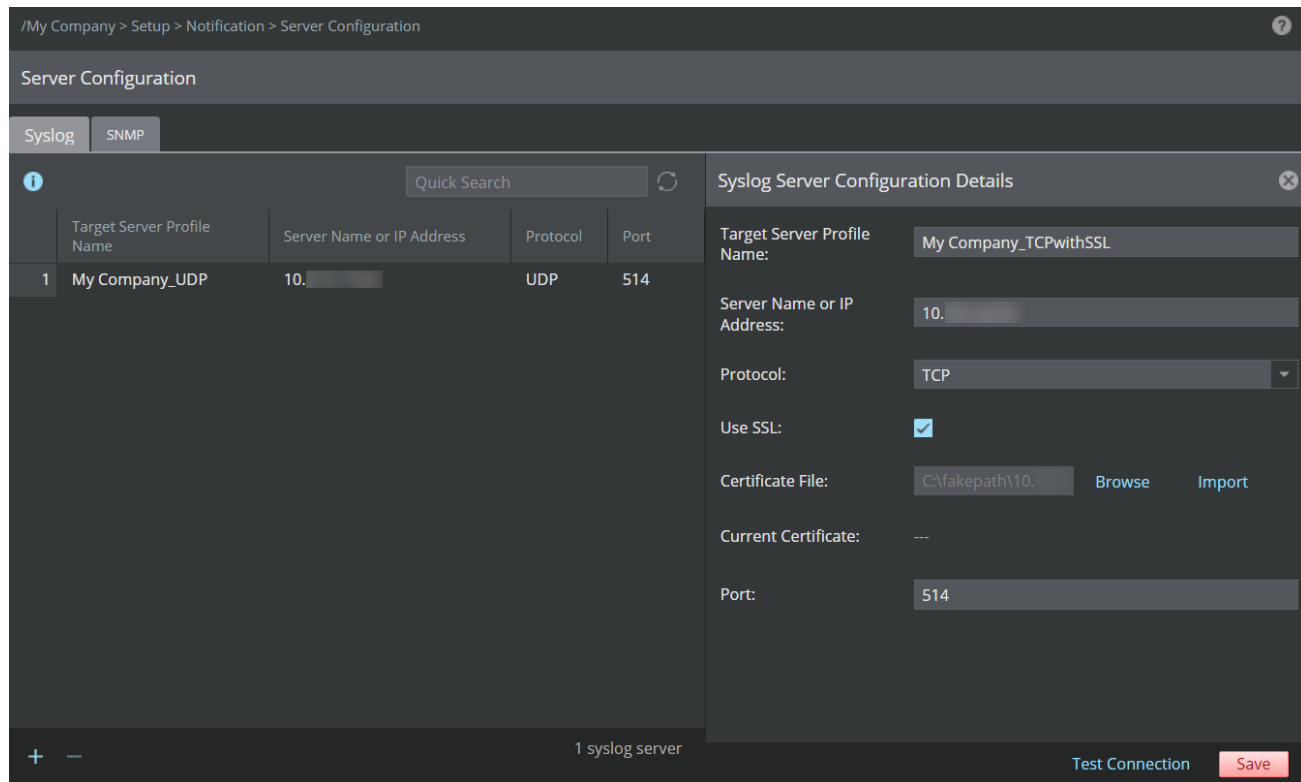 /My Company > Setup > Notification > Server Configuration
Server Configuration
Syslog
SNMP
Quick Search
Target Server Profile
Name
Server Name or IP Address
Protocol
Port
1
My Company_UDP
10.
UDP
514
1 syslog server
Syslog Server Configuration Details
Target Server Profile
Name:
My Company_TCPwithSSL
Server Name or IP
Address:
10.
Protocol:
TCP
Use SSL:
Certificate File:
C:\fakepath\10.
Browse
Import
Current Certificate:
---
Port:
514
Test Connection
Save